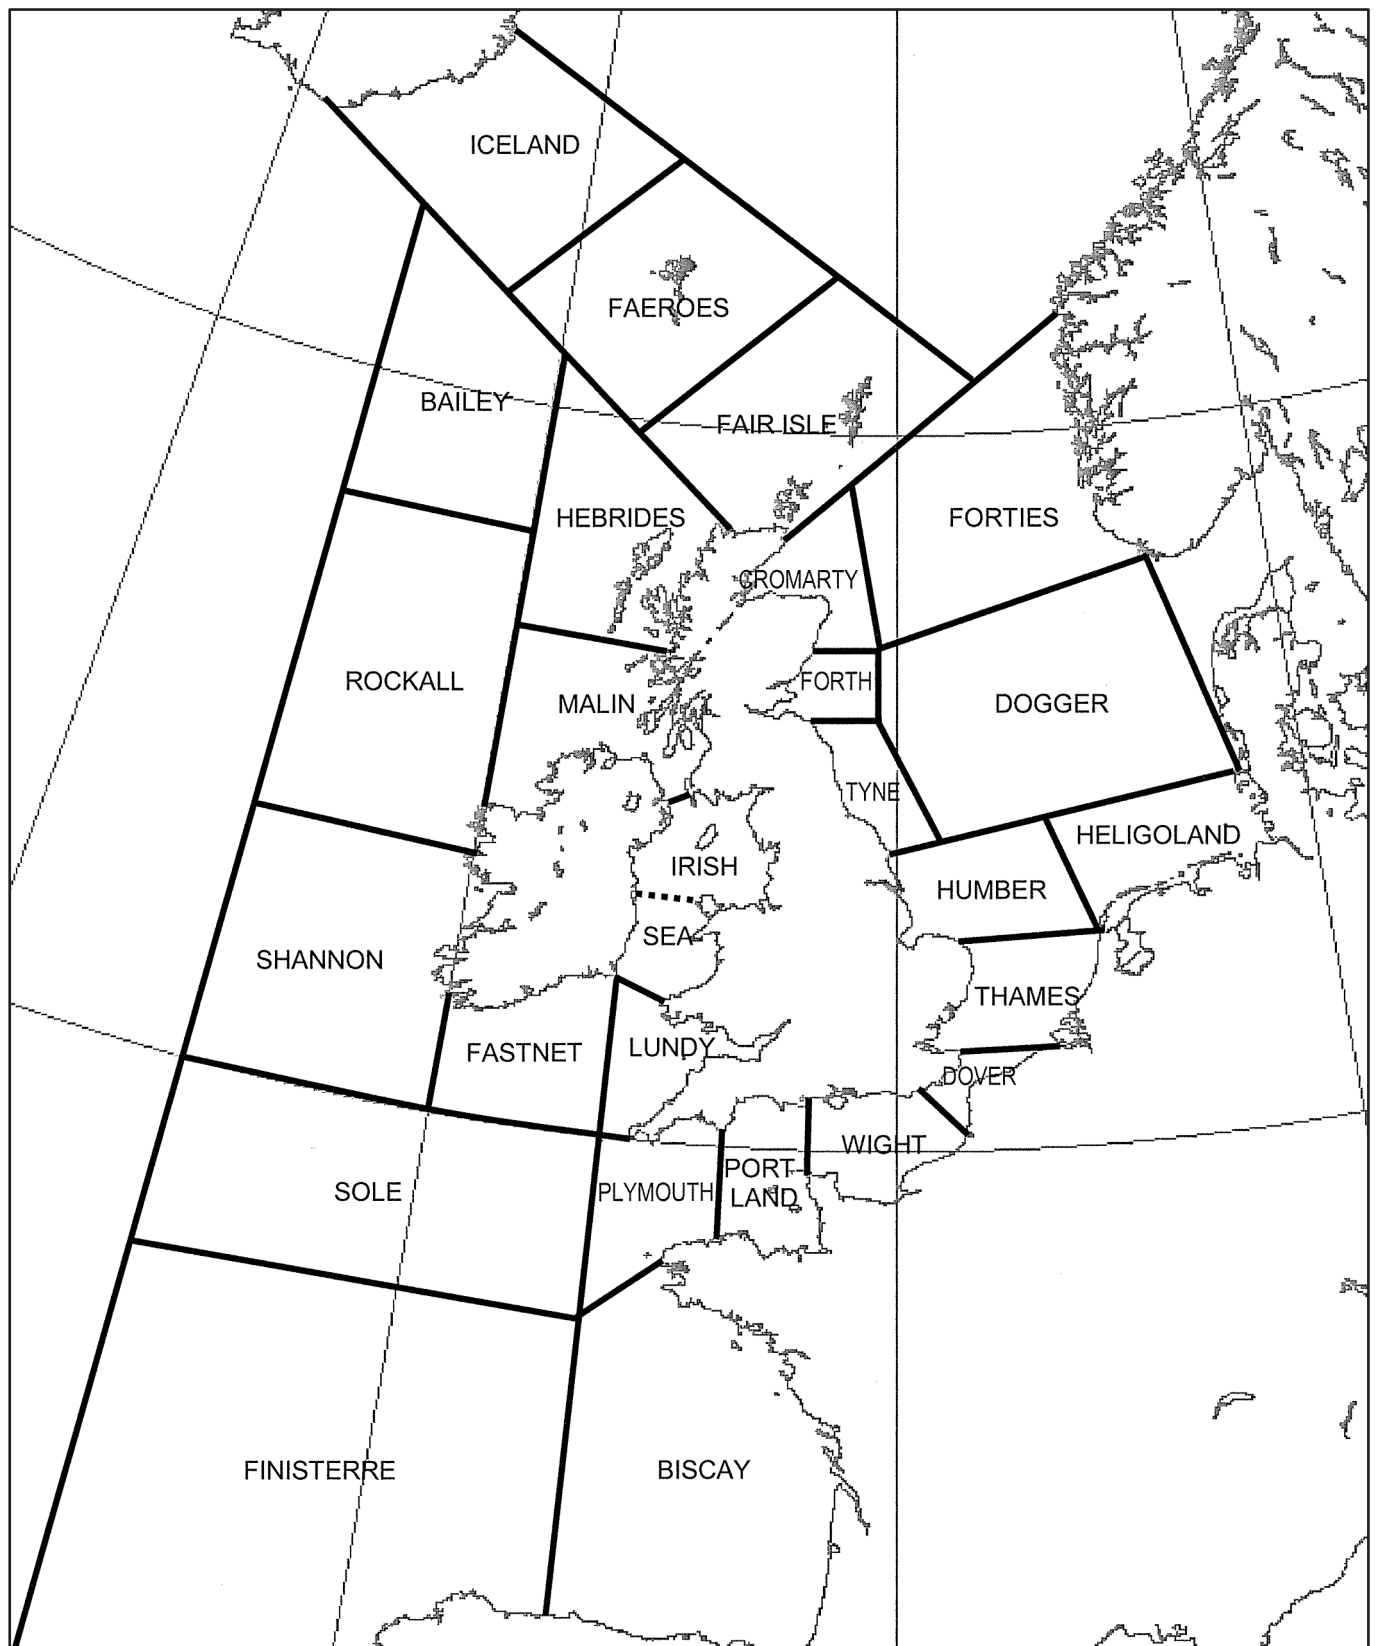 ICELAND
FAEROES
BAILEY
FAIR ISLE
HEBRIDES
FORTIES
CROMARTY
ROCKALL
FORTH
MALIN
DOGGER
TYNE
HELIGOLAND
IRISH
HUMBER
SEA
SHANNON
THAMES
LUNDY
FASTNET
DOVER
WIGHT
PORT-
LAND
SOLE
PLYMOUTH
FINISTERRE
BISCAY